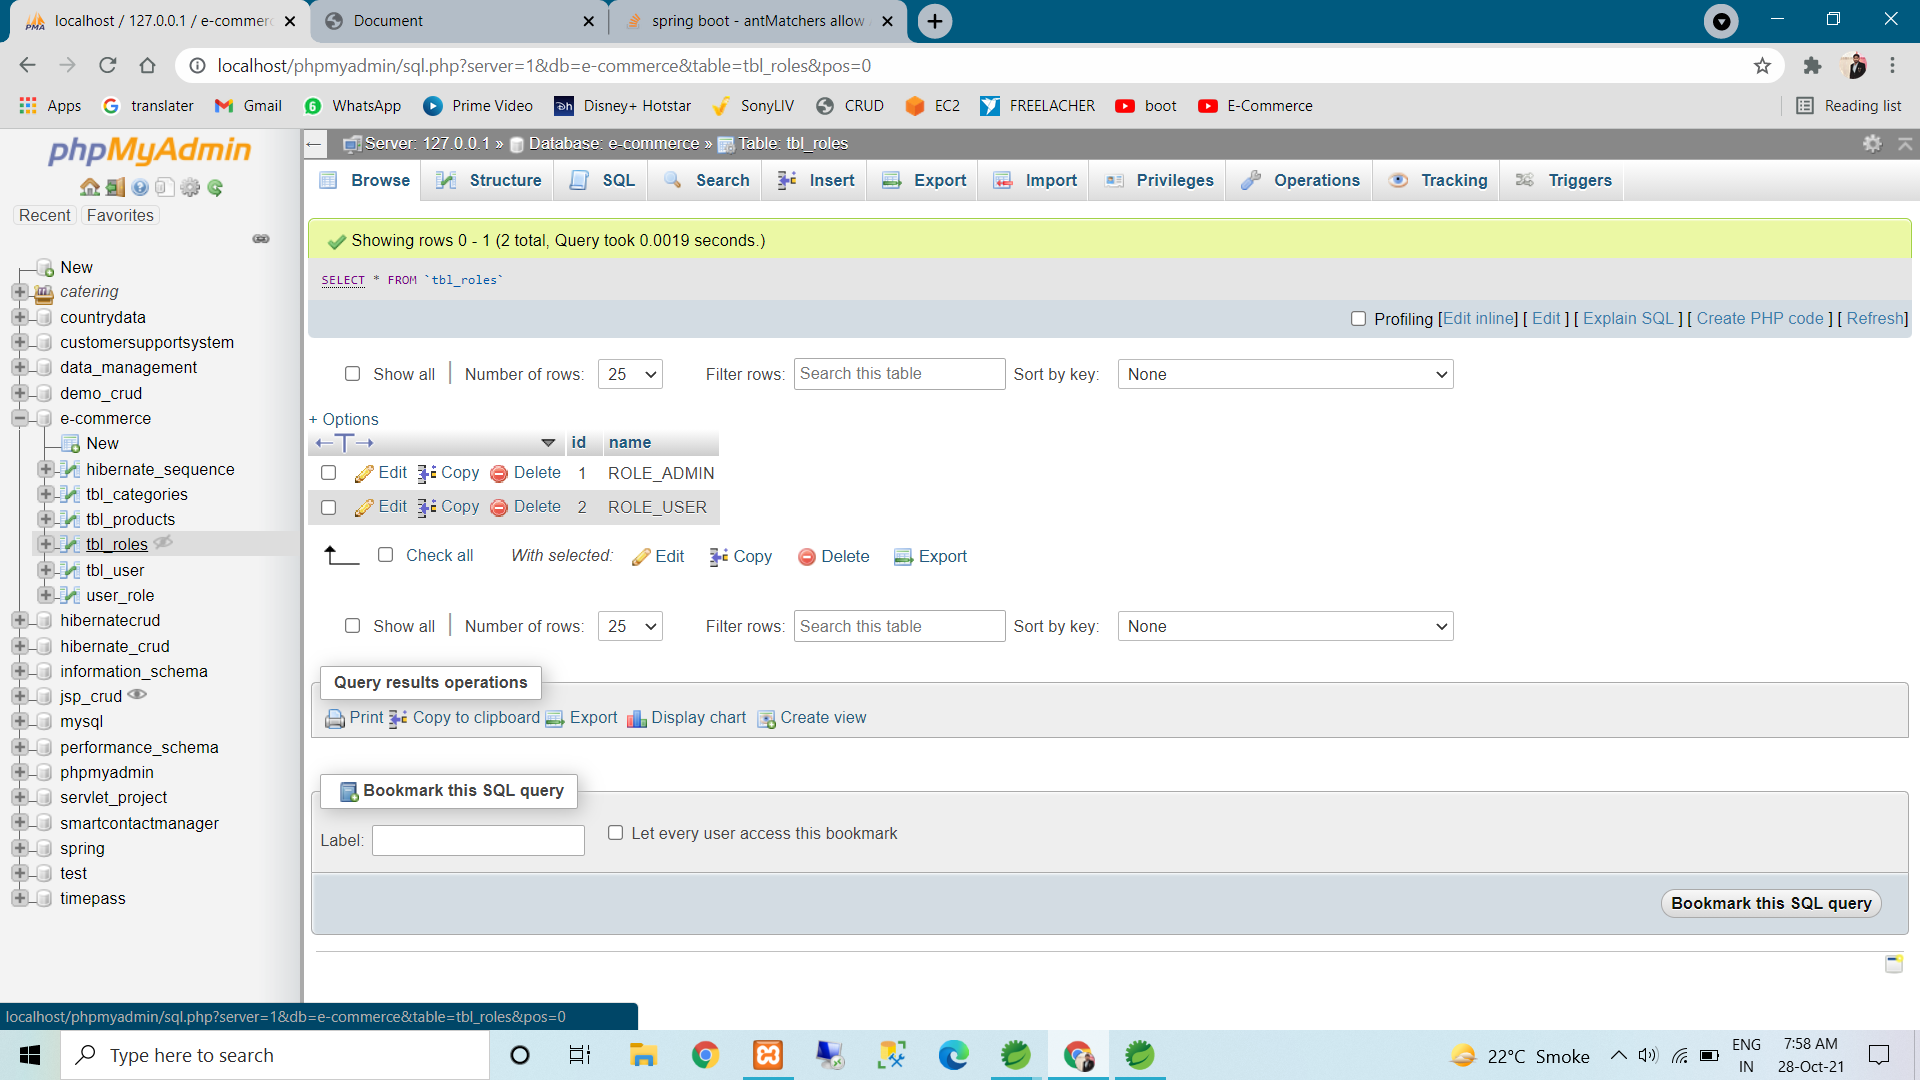 localhost / 127.0.0.1 / e-commerc
Document
spring boot - antMatchers allow
localhost/phpmyadmin/sql.php?server=1&db=e-commerce&table=tbl_roles&pos=0
Apps translater Gmail WhatsApp Prime Video Disney+ Hotstar SonyLIV CRUD EC2 FREELACHER boot E-Commerce Reading list
phpMyAdmin
Recent Favorites
New
catering
countrydata
customersupportsystem
data_management
demo_crud
e-commerce
New
hibernate_sequence
tbl_categories
tbl_products
tbl_roles
tbl_user
user_role
hibernatecrud
hibernate_crud
information_schema
jsp_crud
mysql
performance_schema
phpmyadmin
servlet_project
smartcontactmanager
spring
test
timepass
Server: 127.0.0.1 » Database: e-commerce » Table: tbl_roles
Browse Structure SQL Search Insert Export Import Privileges Operations Tracking Triggers
Showing rows 0 - 1 (2 total, Query took 0.0019 seconds.)
SELECT * FROM `tbl_roles`
Profiling [Edit inline] [ Edit ] [ Explain SQL ] [ Create PHP code ] [ Refresh]
Show all | Number of rows: 25 Filter rows: Search this table Sort by key: None
+ Options
←T→ id name
Edit Copy Delete 1 ROLE_ADMIN
Edit Copy Delete 2 ROLE_USER
Check all With selected: Edit Copy Delete Export
Show all | Number of rows: 25 Filter rows: Search this table Sort by key: None
Query results operations
Print Copy to clipboard Export Display chart Create view
Bookmark this SQL query
Label: Let every user access this bookmark
Bookmark this SQL query
localhost/phpmyadmin/sql.php?server=1&db=e-commerce&table=tbl_roles&pos=0
Type here to search
22°C Smoke
ENG
IN
7:58 AM
28-Oct-21